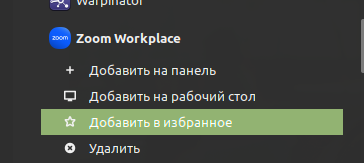 Warpinator
zoom
Zoom Workplace
Добавить на панель
Добавить на рабочий стол
Добавить в избранное
Удалить